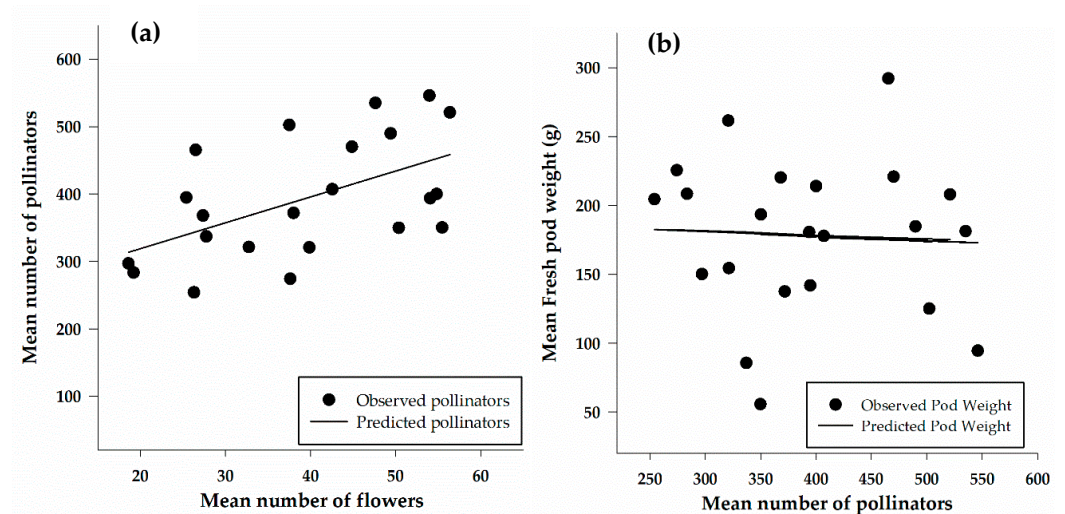 (a)
600
500
400
300
200
100
Mean number of pollinators
Observed pollinators
Predicted pollinators
20 30 40 50 60
Mean number of flowers
(b)
300
250
200
150
100
50
Mean Fresh pod weight (g)
Observed Pod Weight
Predicted Pod Weight
250 300 350 400 450 500 550 600
Mean number of pollinators